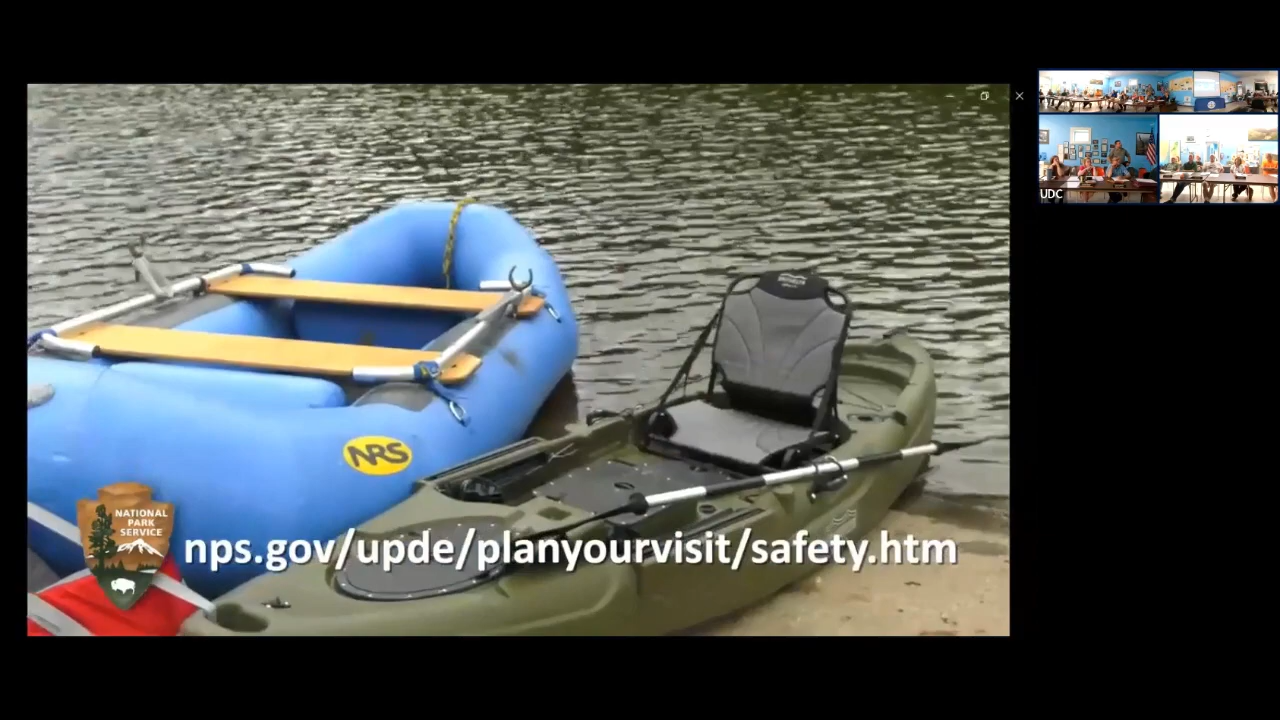 NRS
NATIONAL
PARK
SERVICE
nps.gov/upde/planyourvisit/safety.htm
UDC